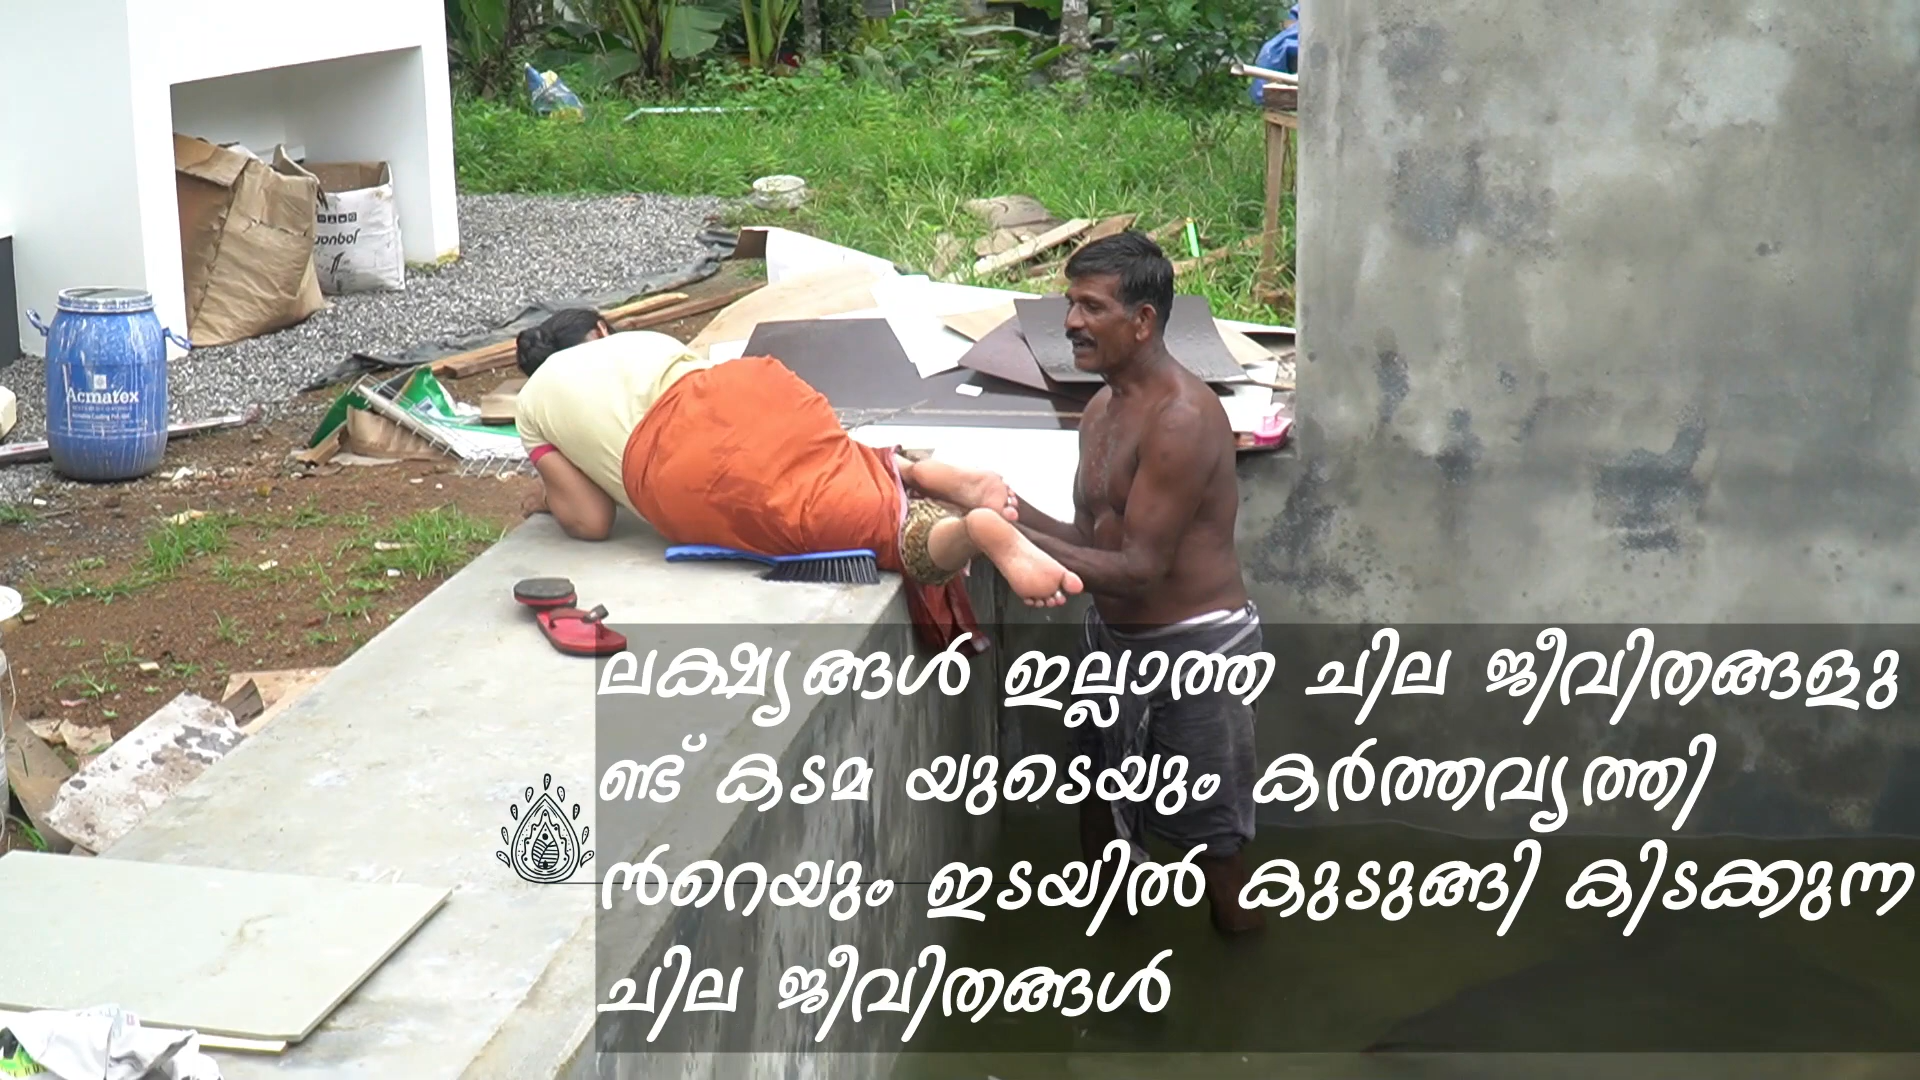 Acmatex
ലക്ഷ്യങ്ങൾ ഇല്ലാത്ത ചില ജീവിതങ്ങളു
ണ്ട് കടമ യുടെയും കർത്തവ്യത്തി
ൻറെയും ഇടയിൽ കുടുങ്ങി കിടക്കുന്ന
ചില ജീവിതങ്ങൾ